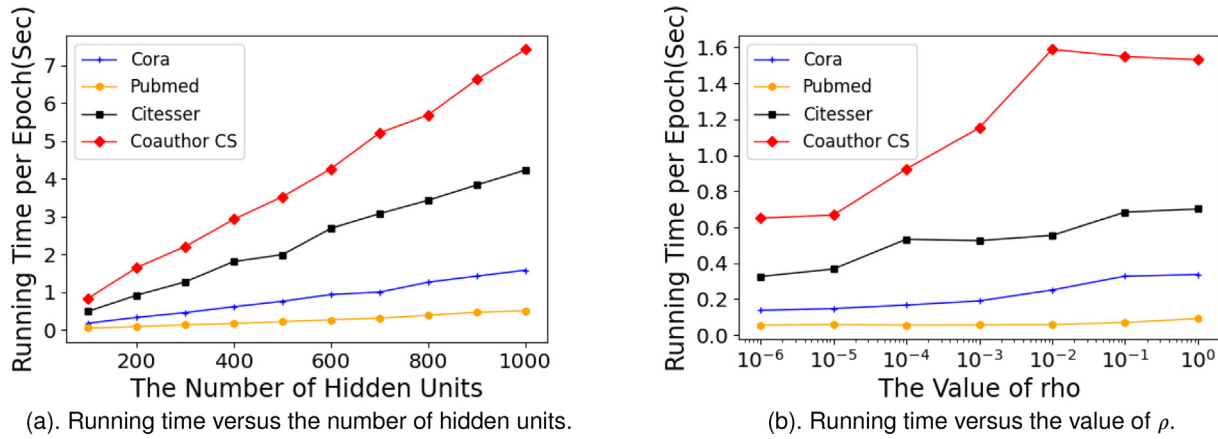 Running Time per Epoch(Sec)
7
6
5
4
3
2
1
0
Cora
Pubmed
Citesser
Coauthor CS
200 400 600 800 1000
The Number of Hidden Units
(a). Running time versus the number of hidden units.
Running Time per Epoch(Sec)
1.6
1.4
1.2
1.0
0.8
0.6
0.4
0.2
0.0
Cora
Pubmed
Citesser
Coauthor CS
10⁻⁶ 10⁻⁵ 10⁻⁴ 10⁻³ 10⁻² 10⁻¹ 10⁰
The Value of rho
(b). Running time versus the value of ρ.